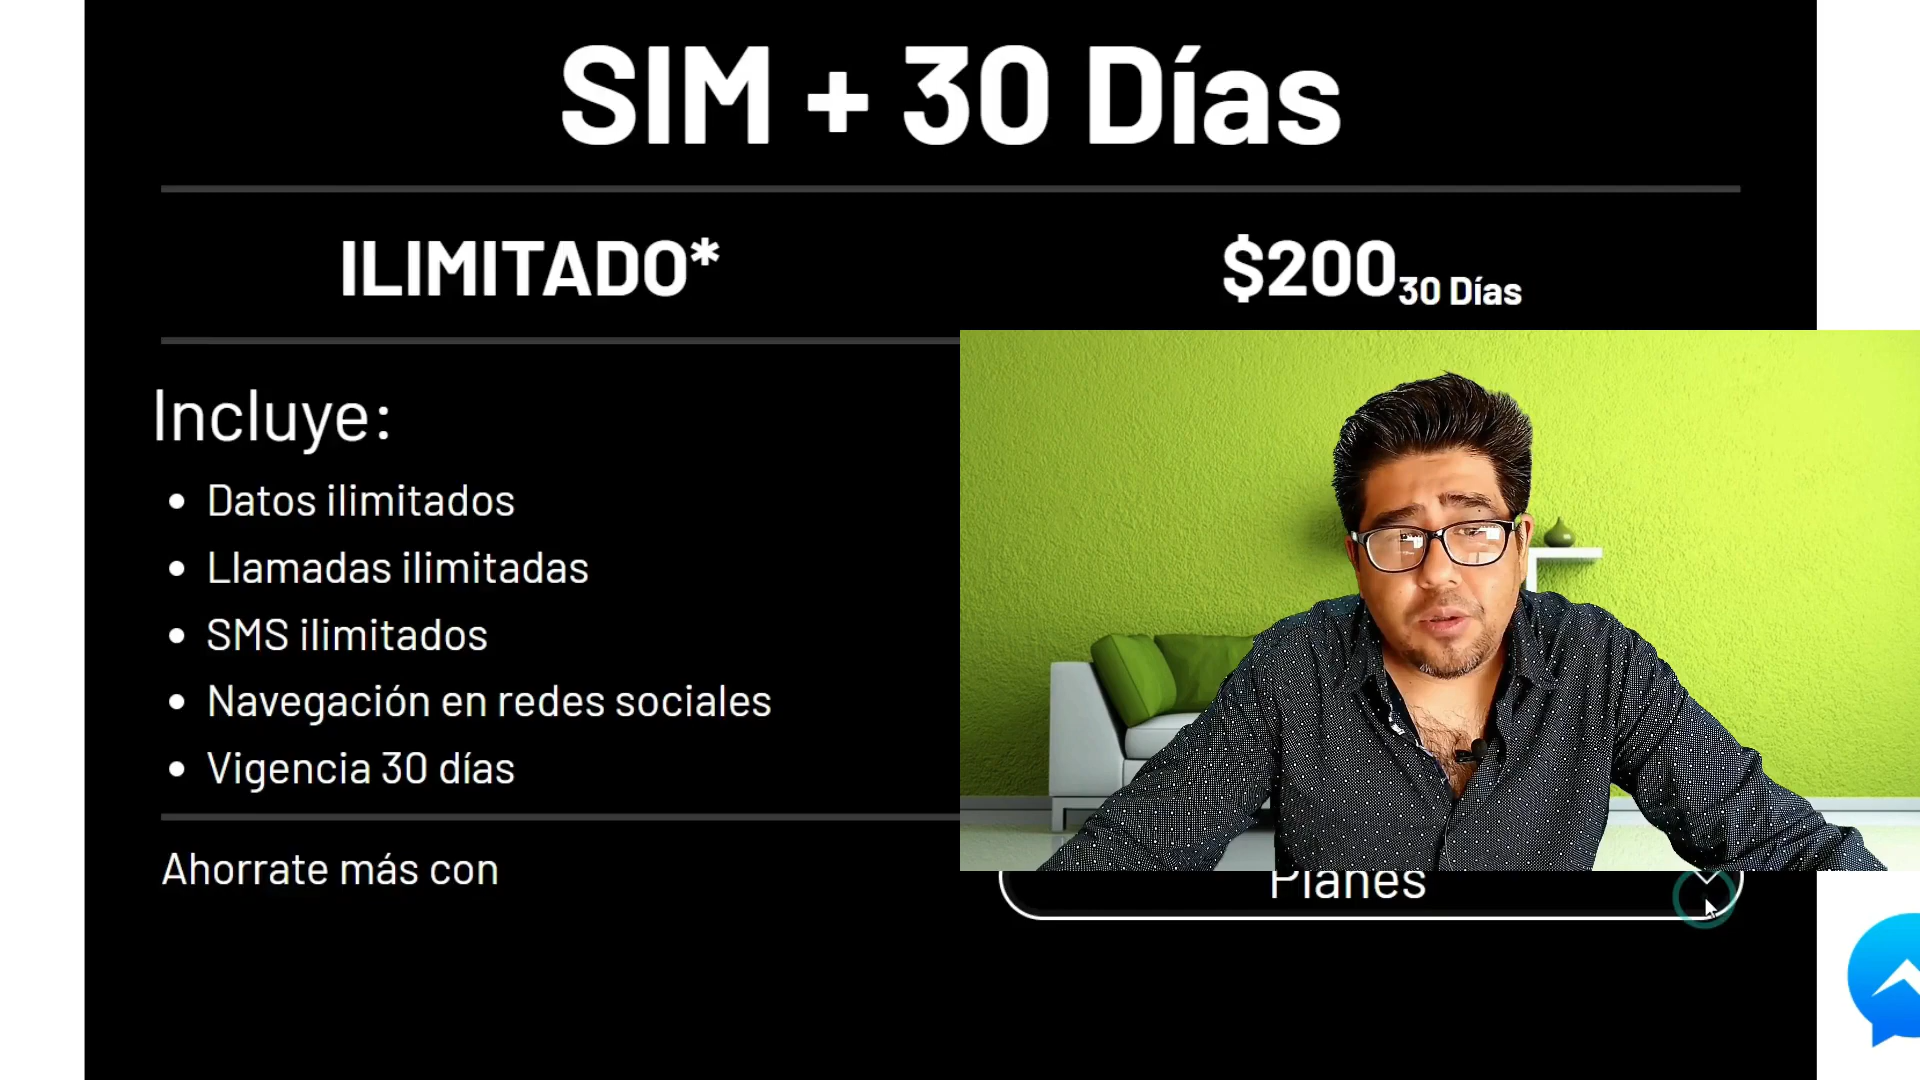 SIM + 30 Días
ILIMITADO*
$200 30 Días
Incluye:
Datos ilimitados
Llamadas ilimitadas
SMS ilimitados
Navegación en redes sociales
Vigencia 30 días
Ahorrate más con
Planes